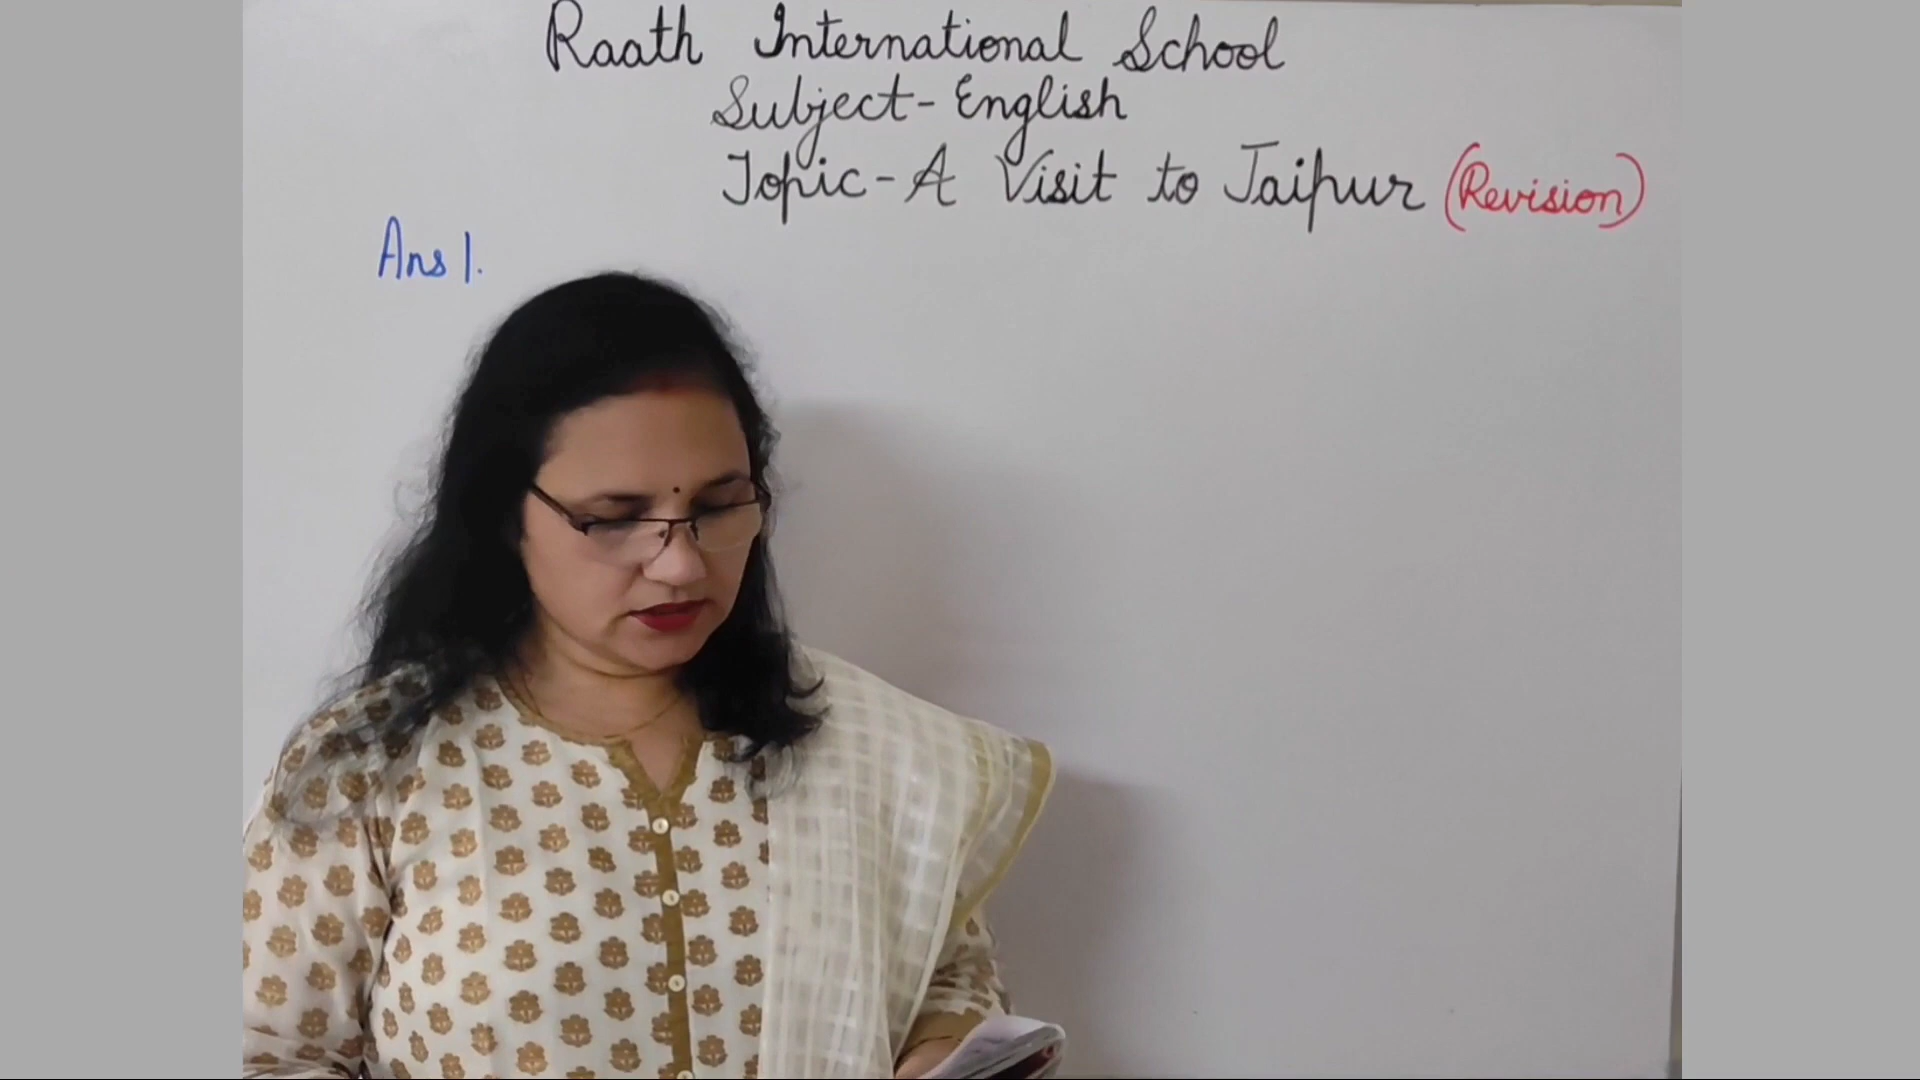 Raath International School
Subject- English
Topic- A Visit to Jaipur (Revision)
Ans 1.